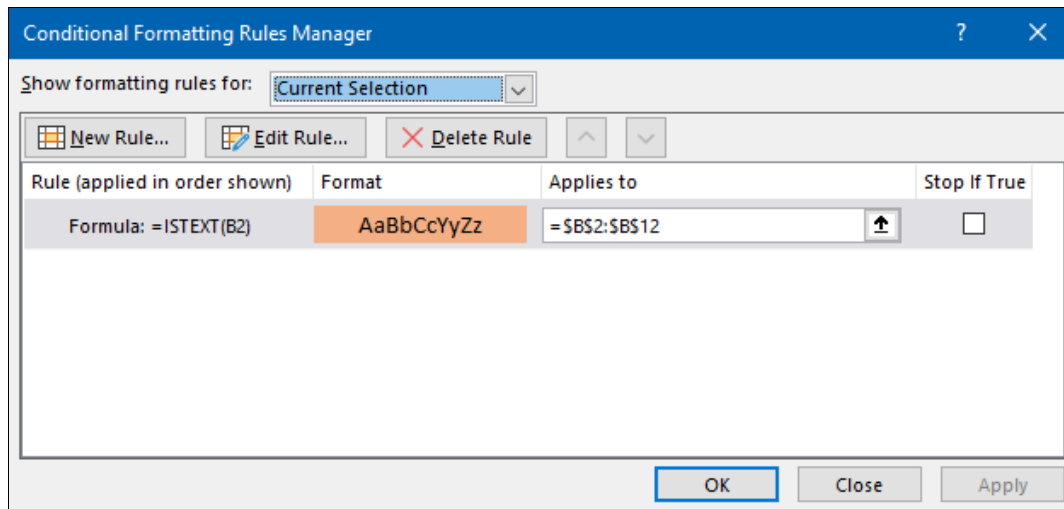 Conditional Formatting Rules Manager ?
Show formatting rules for: Current Selection
New Rule... Edit Rule... Delete Rule
Rule (applied in order shown) Format Applies to Stop If True
Formula: =ISTEXT(B2) AaBbCcYyZz =$B$2:$B$12
OK Close Apply